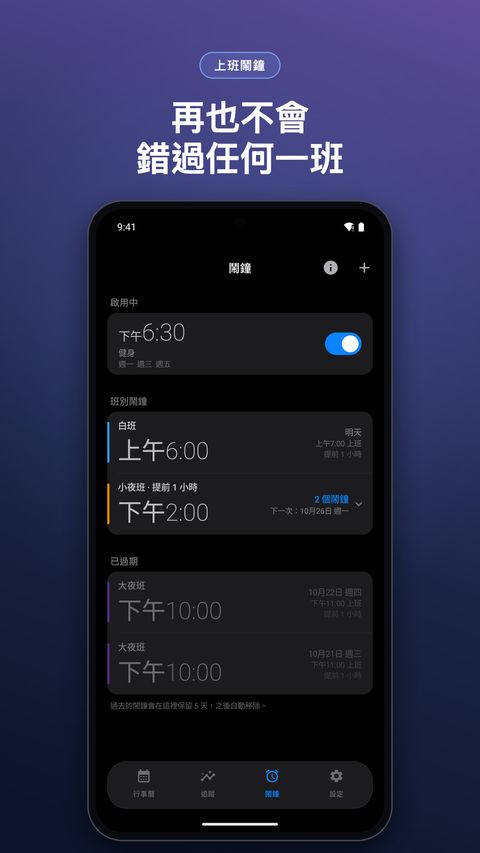 上班鬧鐘
再也不會
錯過任何一班
9:41
鬧鐘
啟用中
下午6:30
健身
週一 週三 週五
班別鬧鐘
白班
明天
上午6:00
上午7:00 上班
提前 1 小時
小夜班 · 提前 1 小時
下午2:00
2 個鬧鐘
下一次：10月26日 週一
已過期
大夜班
10月22日 週四
下午10:00
下午11:00 上班
提前 1 小時
大夜班
10月21日 週三
下午10:00
下午11:00 上班
提前 1 小時
過去的鬧鐘會在這裡保留 5 天，之後自動移除。
行事曆
追蹤
鬧鐘
設定